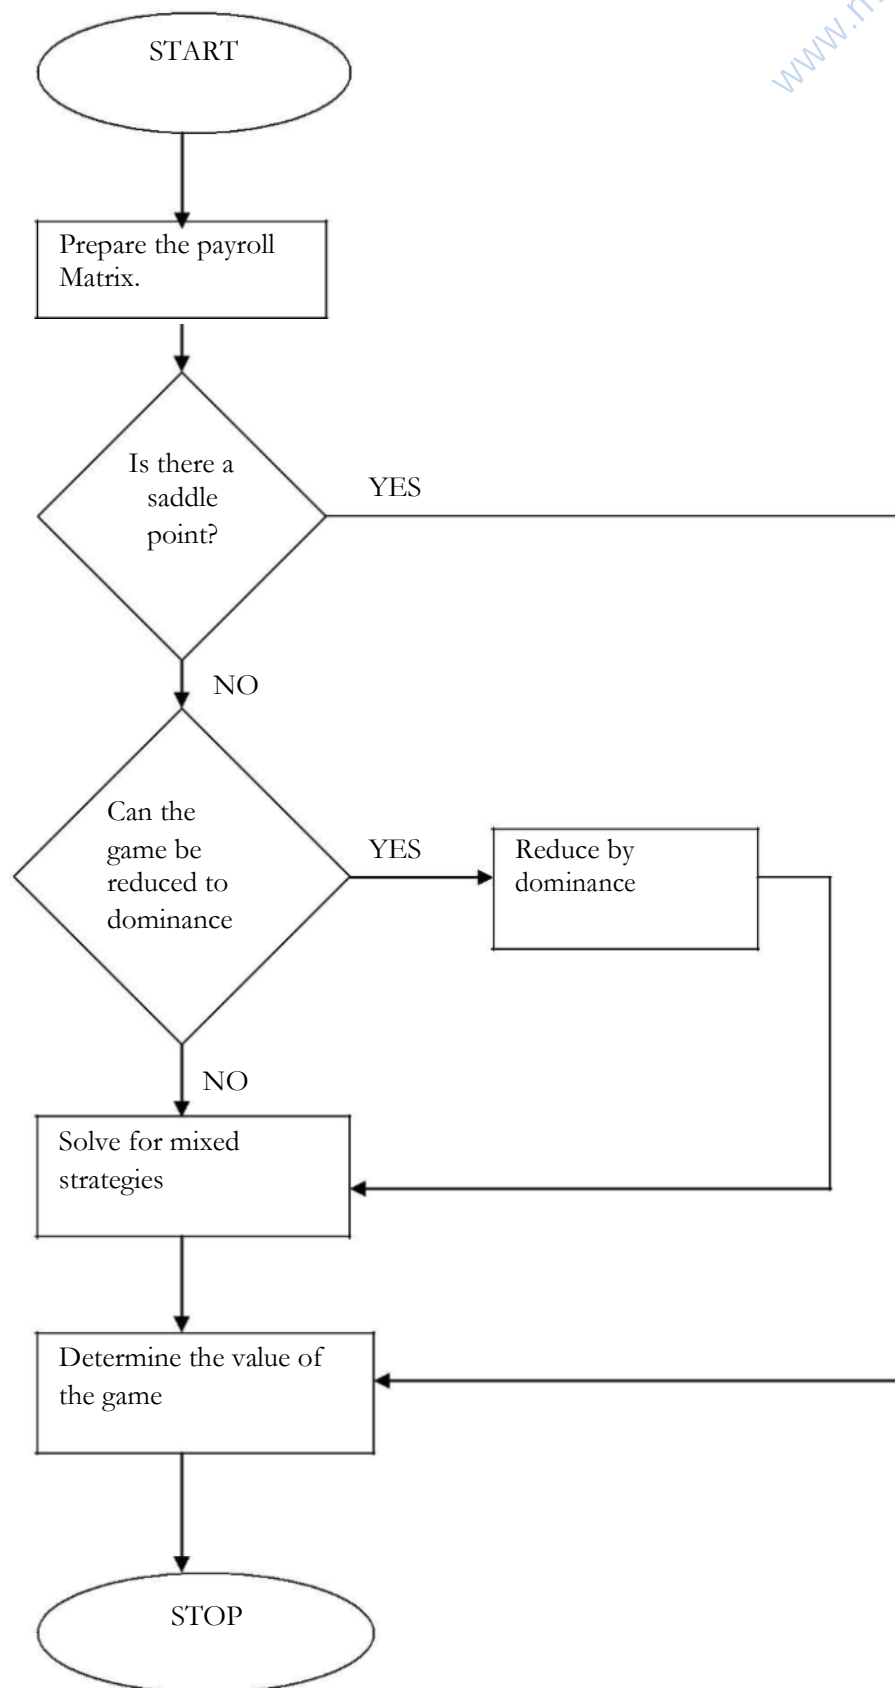 www.m
START
Prepare the payroll
Matrix.
Is there a
saddle
point?
YES
NO
Can the
game be
reduced to
dominance
YES
Reduce by
dominance
NO
Solve for mixed
strategies
Determine the value of
the game
STOP